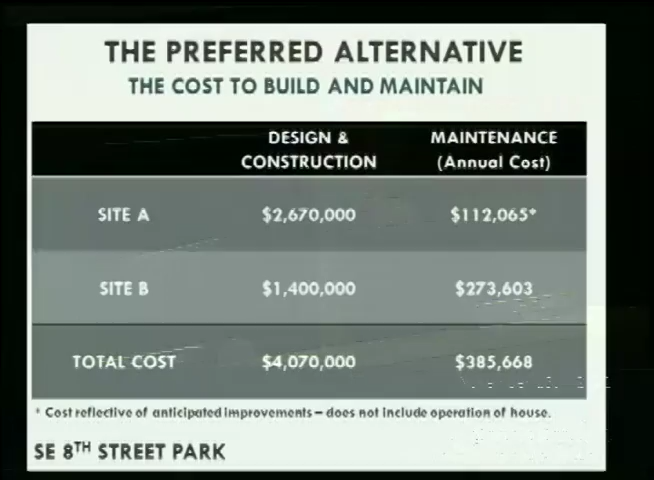 THE PREFERRED ALTERNATIVE
THE COST TO BUILD AND MAINTAIN
DESIGN & MAINTENANCE
CONSTRUCTION (Annual Cost)
SITE A $2,670,000 $112,065*
SITE B $1,400,000 $273,603
TOTAL COST $4,070,000 $385,668
* Cost reflective of anticipated improvements – does not include operation of house.
SE 8TH STREET PARK